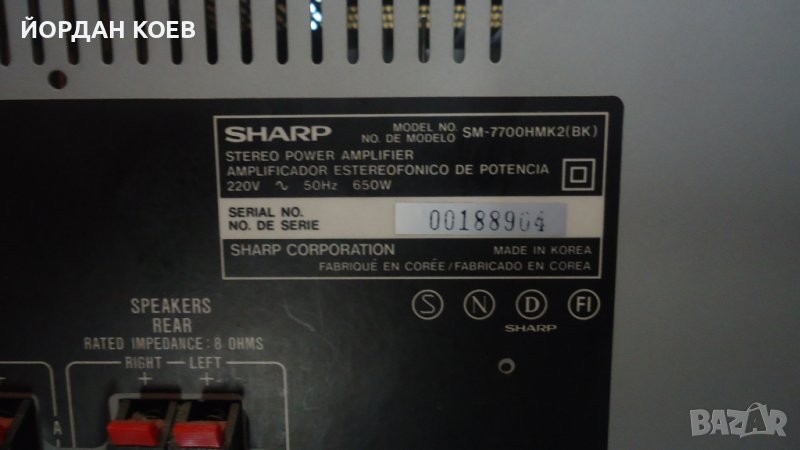 ЙОРДАН КОЕВ
SHARP
MODEL NO.
NO. DE MODELO
SM-7700HMK2(BK)
STEREO POWER AMPLIFIER
AMPLIFICADOR ESTEREOFONICO DE POTENCIA
220V ∿ 50Hz 650W
SERIAL NO.
NO. DE SERIE
00188904
SHARP CORPORATION
MADE IN KOREA
FABRIQUÉ EN CORÉE/FABRICADO EN COREA
S N D FI
SHARP
SPEAKERS
REAR
RATED IMPEDANCE: 8 OHMS
RIGHT LEFT
+ - + -
A
BAZAR